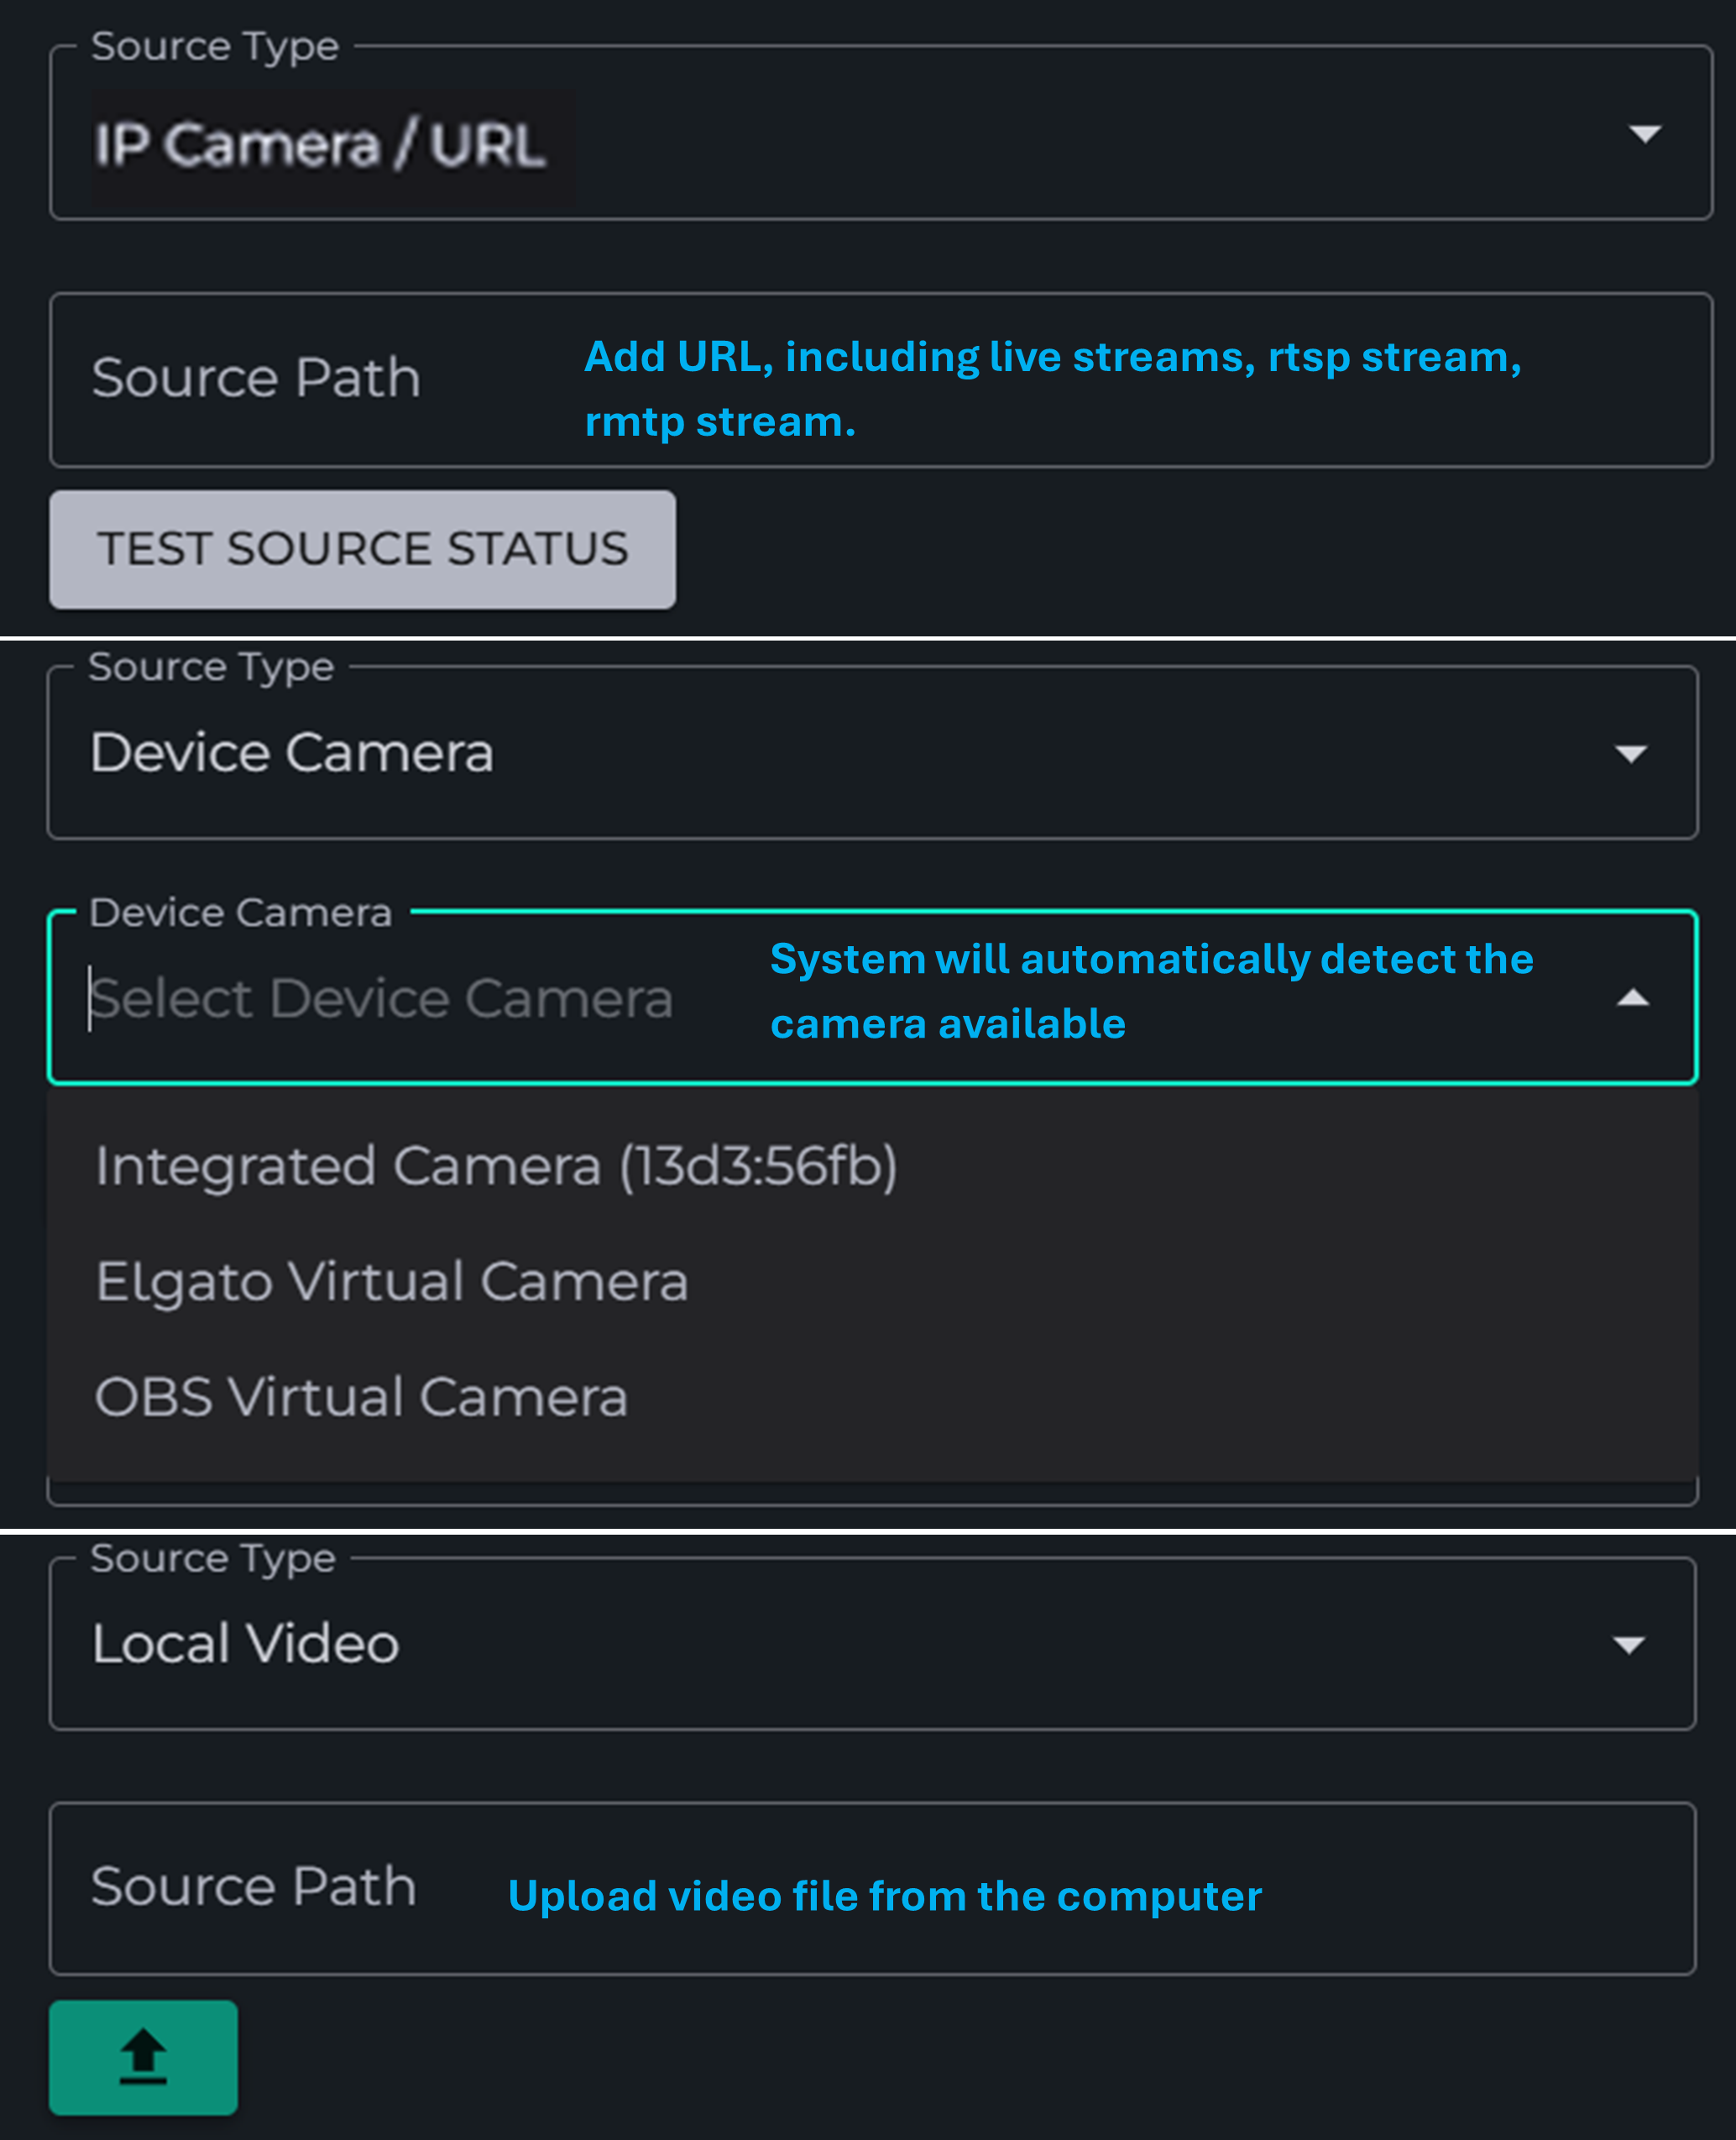 Source Type
IP Camera / URL
Source Path
Add URL, including live streams, rtsp stream,
rmtp stream.
TEST SOURCE STATUS
Source Type
Device Camera
Device Camera
Select Device Camera
System will automatically detect the
camera available
Integrated Camera (13d3:56fb)
Elgato Virtual Camera
OBS Virtual Camera
Source Type
Local Video
Source Path
Upload video file from the computer